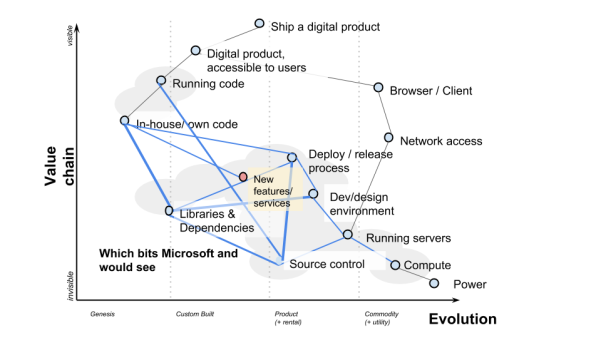 visible
Ship a digital product
Digital product,
accessible to users
Running code
Browser / Client
In-house/ own code
Network access
Value
chain
Deploy / release
process
New
features/
services
Dev/design
environment
Libraries &
Dependencies
Running servers
Which bits Microsoft and
would see
Source control
Compute
invisible
Power
Genesis
Custom Built
Product
(+ rental)
Commodity
(+ utility)
Evolution